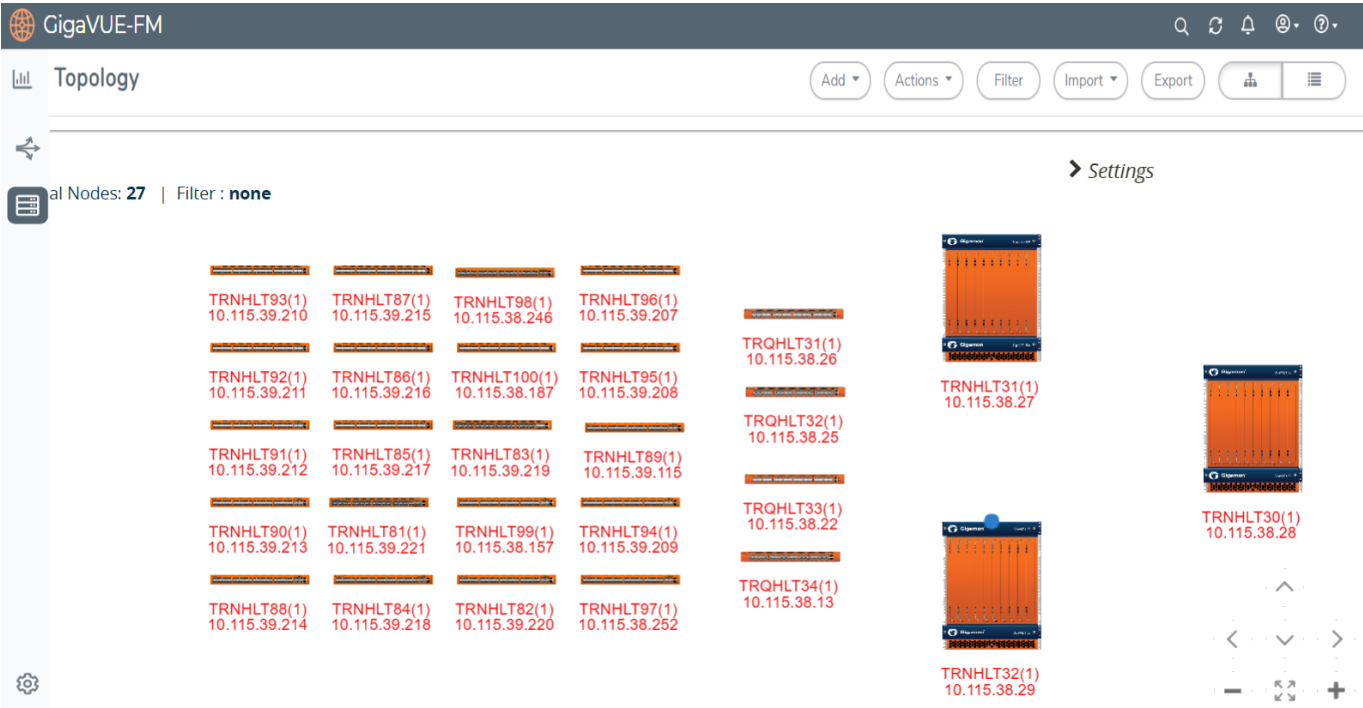 GigaVUE-FM
Topology
Add
Actions
Filter
Import
Export
Settings
al Nodes: 27 | Filter : none
TRNHLT93(1)
10.115.39.210
TRNHLT87(1)
10.115.39.215
TRNHLT98(1)
10.115.38.246
TRNHLT96(1)
10.115.39.207
TRNHLT92(1)
10.115.39.211
TRNHLT86(1)
10.115.39.216
TRNHLT100(1)
10.115.38.187
TRNHLT95(1)
10.115.39.208
TRNHLT91(1)
10.115.39.212
TRNHLT85(1)
10.115.39.217
TRNHLT83(1)
10.115.39.219
TRNHLT89(1)
10.115.39.115
TRNHLT90(1)
10.115.39.213
TRNHLT81(1)
10.115.39.221
TRNHLT99(1)
10.115.38.157
TRNHLT94(1)
10.115.39.209
TRNHLT88(1)
10.115.39.214
TRNHLT84(1)
10.115.39.218
TRNHLT82(1)
10.115.39.220
TRNHLT97(1)
10.115.38.252
TRQHLT31(1)
10.115.38.26
TRQHLT32(1)
10.115.38.25
TRQHLT33(1)
10.115.38.22
TRQHLT34(1)
10.115.38.13
Gigamon
Gigamon
TRNHLT31(1)
10.115.38.27
Gigamon
Gigamon
TRNHLT32(1)
10.115.38.29
Gigamon
Gigamon
TRNHLT30(1)
10.115.38.28